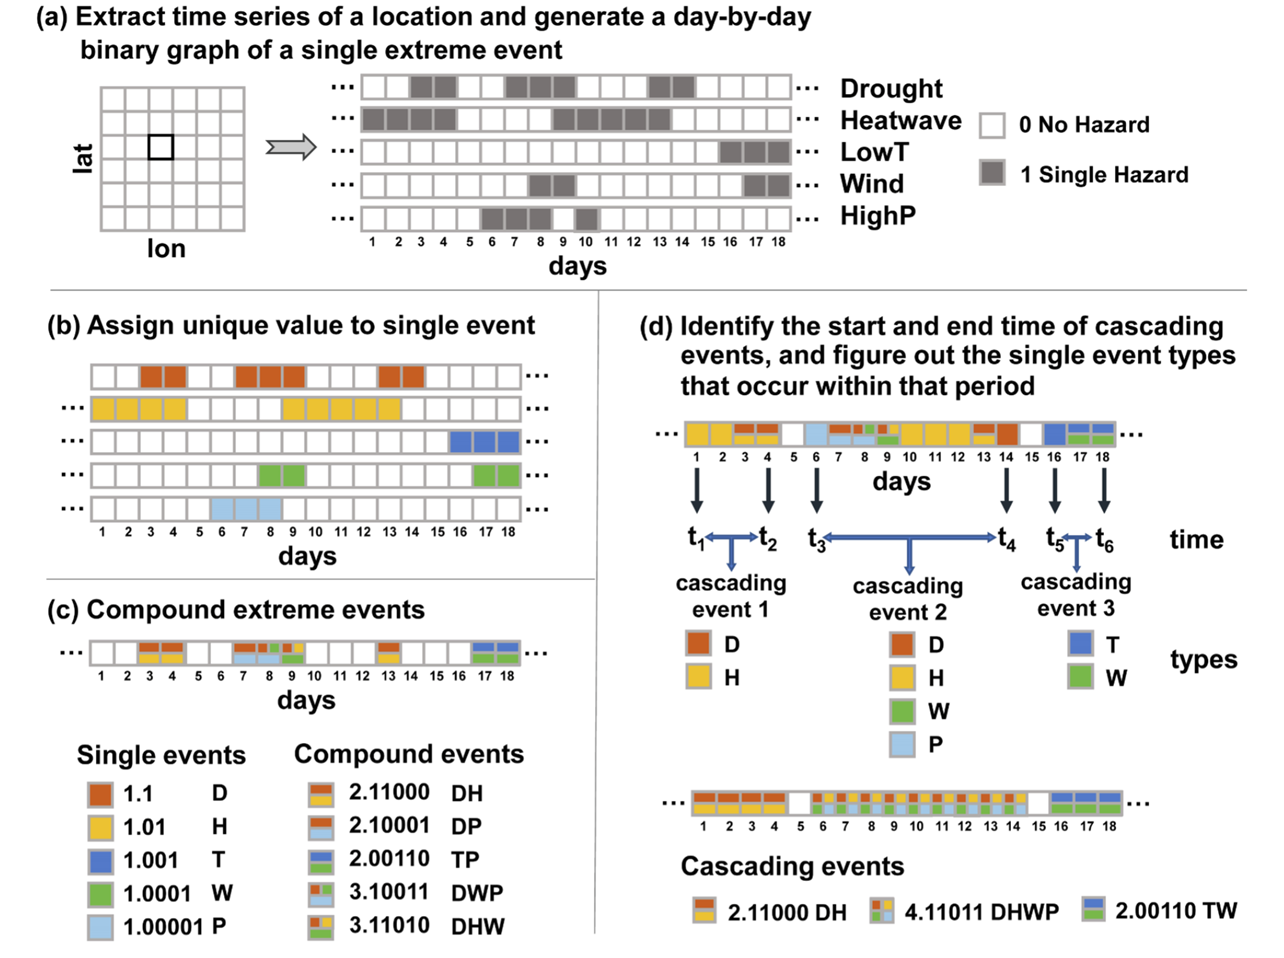 (a) Extract time series of a location and generate a day-by-day
binary graph of a single extreme event
lat
lon
... ... Drought
... ... Heatwave
... ... LowT
... ... Wind
... ... HighP
1 2 3 4 5 6 7 8 9 10 11 12 13 14 15 16 17 18
days
0 No Hazard
1 Single Hazard
(b) Assign unique value to single event
...
... ...
... ...
... ...
... ...
1 2 3 4 5 6 7 8 9 10 11 12 13 14 15 16 17 18
days
(c) Compound extreme events
... ...
1 2 3 4 5 6 7 8 9 10 11 12 13 14 15 16 17 18
days
Single events
1.1 D
1.01 H
1.001 T
1.0001 W
1.00001 P
Compound events
2.11000 DH
2.10001 DP
2.00110 TP
3.10011 DWP
3.11010 DHW
(d) Identify the start and end time of cascading
events, and figure out the single event types
that occur within that period
... ...
1 2 3 4 5 6 7 8 9 10 11 12 13 14 15 16 17 18
days
t1 t2 t3 t4 t5 t6 time
cascading
event 1
cascading
event 2
cascading
event 3
D
H
D
H
W
P
T
W
types
... ...
1 2 3 4 5 6 7 8 9 10 11 12 13 14 15 16 17 18
Cascading events
2.11000 DH 4.11011 DHWP 2.00110 TW